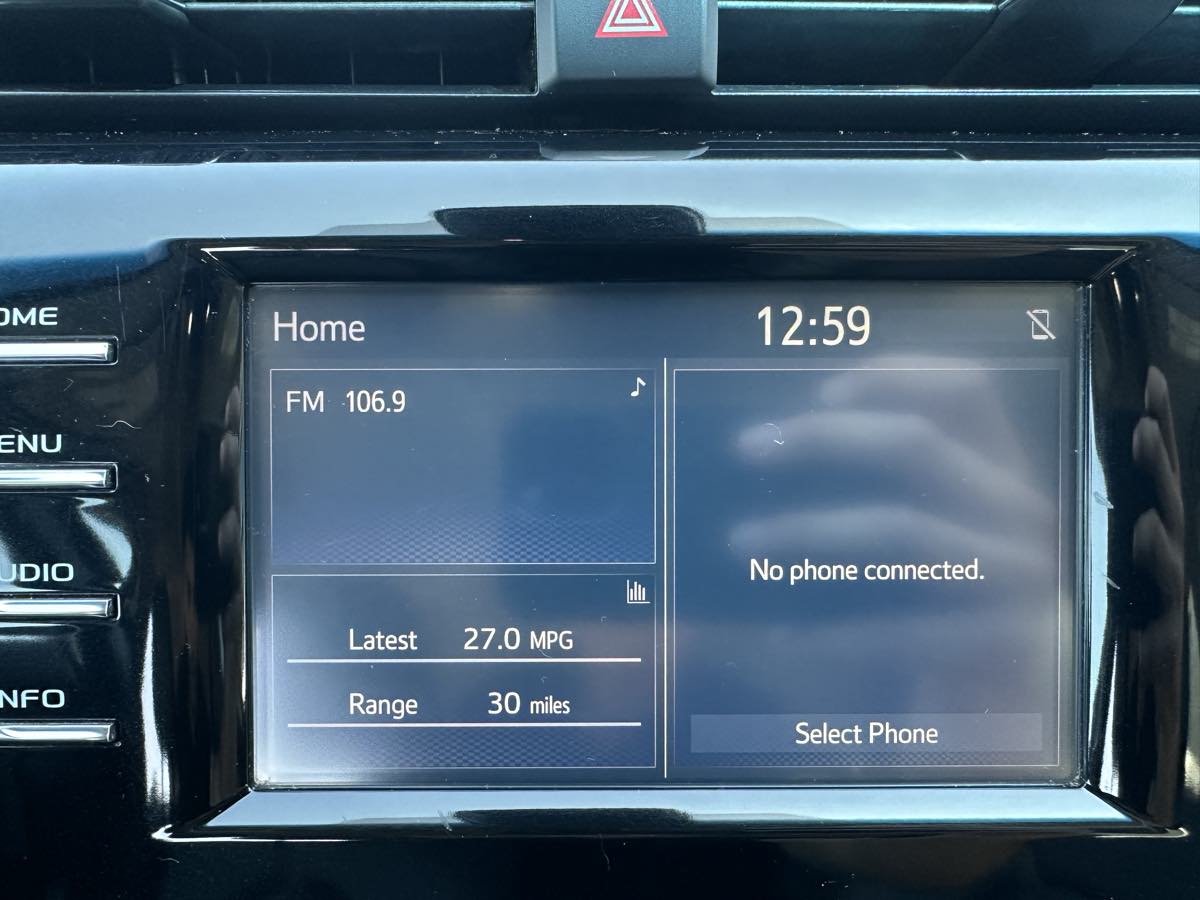 Home
12:59
FM 106.9
Latest 27.0 MPG
Range 30 miles
No phone connected.
Select Phone
OME
ENU
UDIO
NFO